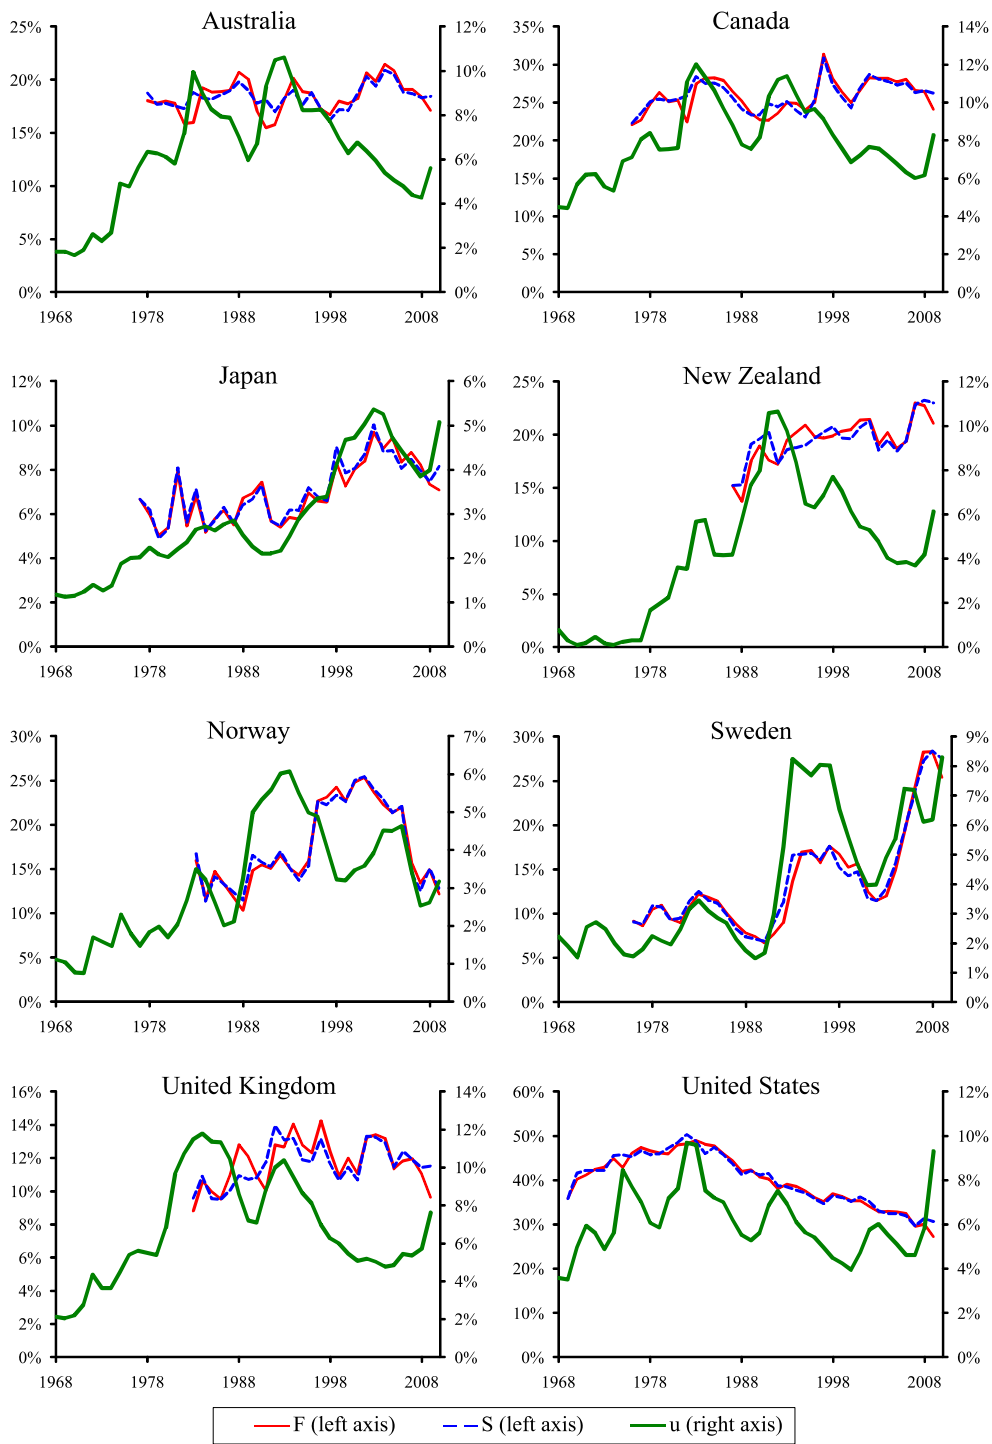 Australia
Canada
25% 12% 35% 14%
20% 10% 30% 12%
15% 8% 25% 10%
10% 6% 20% 8%
5% 4% 15% 6%
0% 2% 10% 4%
0% 5% 2%
0% 0%
1968 1978 1988 1998 2008
1968 1978 1988 1998 2008
Japan
New Zealand
12% 6% 25% 12%
10% 5% 20% 10%
8% 4% 15% 8%
6% 3% 10% 6%
4% 2% 5% 4%
2% 1% 0% 2%
0% 0% 0%
1968 1978 1988 1998 2008
1968 1978 1988 1998 2008
Norway
Sweden
30% 7% 30% 9%
25% 6% 25% 8%
20% 5% 20% 7%
15% 4% 15% 6%
10% 3% 10% 5%
5% 2% 5% 4%
0% 1% 0% 3%
0% 2%
1%
0%
1968 1978 1988 1998 2008
1968 1978 1988 1998 2008
United Kingdom
United States
16% 14% 60% 12%
14% 12% 50% 10%
12% 10% 40% 8%
10% 8% 30% 6%
8% 6% 20% 4%
6% 4% 10% 2%
4% 2% 0% 0%
2% 0%
0%
1968 1978 1988 1998 2008
1968 1978 1988 1998 2008
F (left axis) S (left axis) u (right axis)